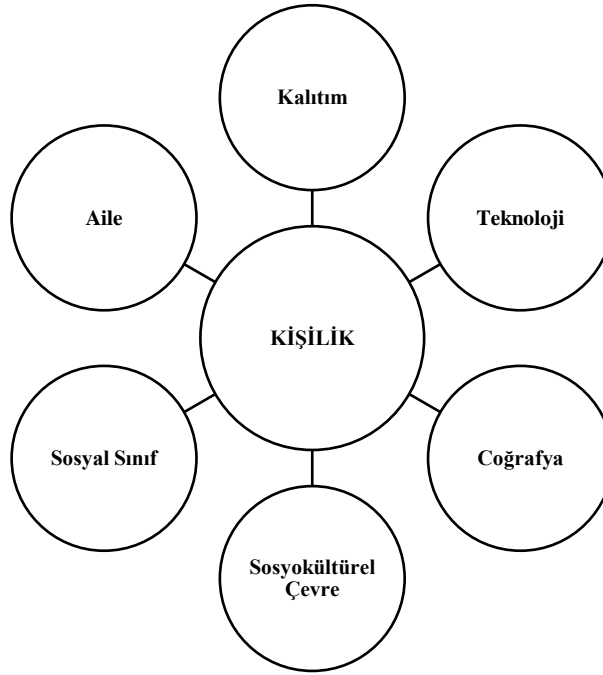 Kalıtım
Aile
Teknoloji
KİŞİLİK
Sosyal Sınıf
Coğrafya
Sosyokültürel
Çevre